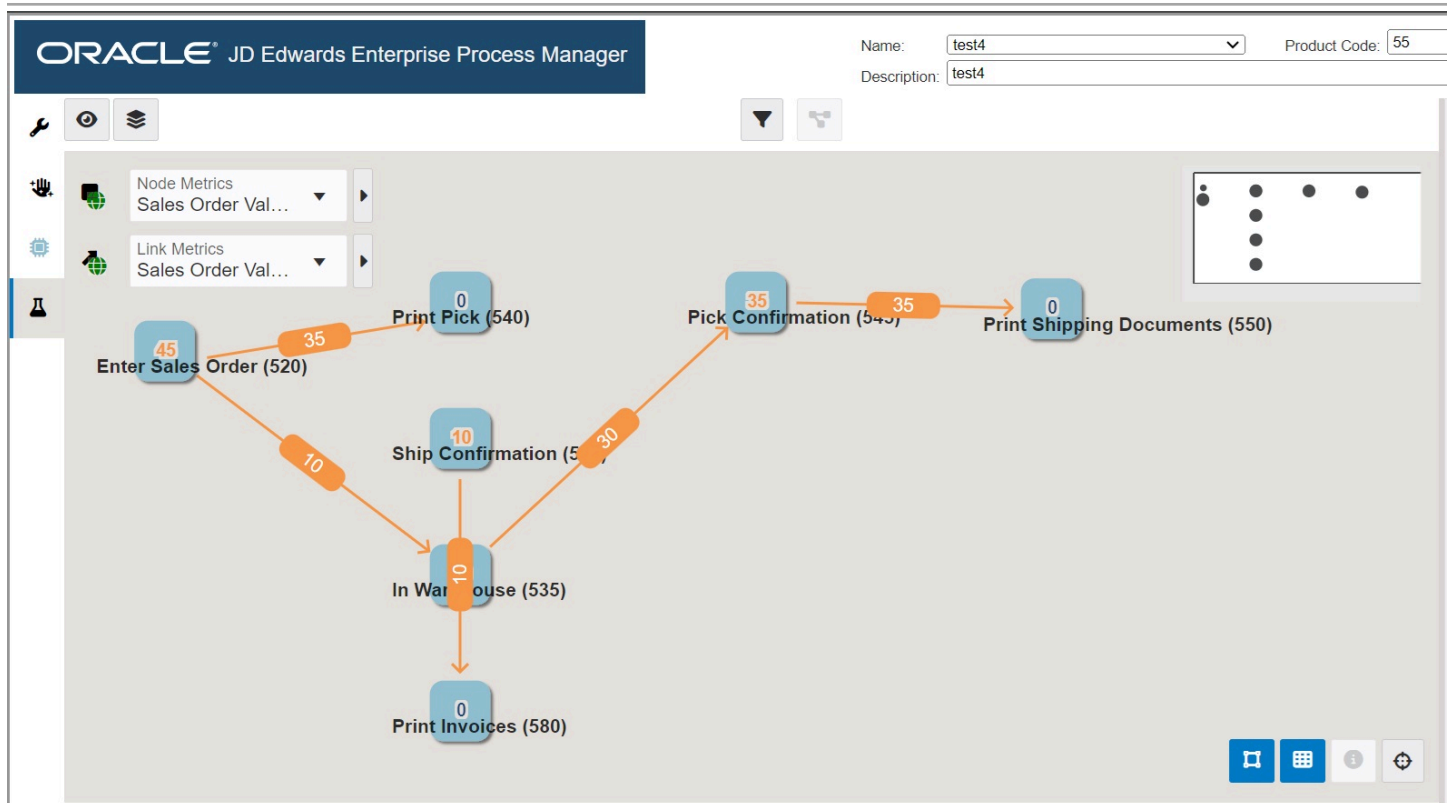 ORACLE® JD Edwards Enterprise Process Manager
Name: test4
Product Code: 55
Description: test4
Node Metrics
Sales Order Val...
Link Metrics
Sales Order Val...
0
Print Pick (540)
35
Pick Confirmation
35
0
Print Shipping Documents (550)
45
Enter Sales Order (520)
35
10
10
Ship Confirmation
30
10
In
(535)
0
Print Invoices (580)